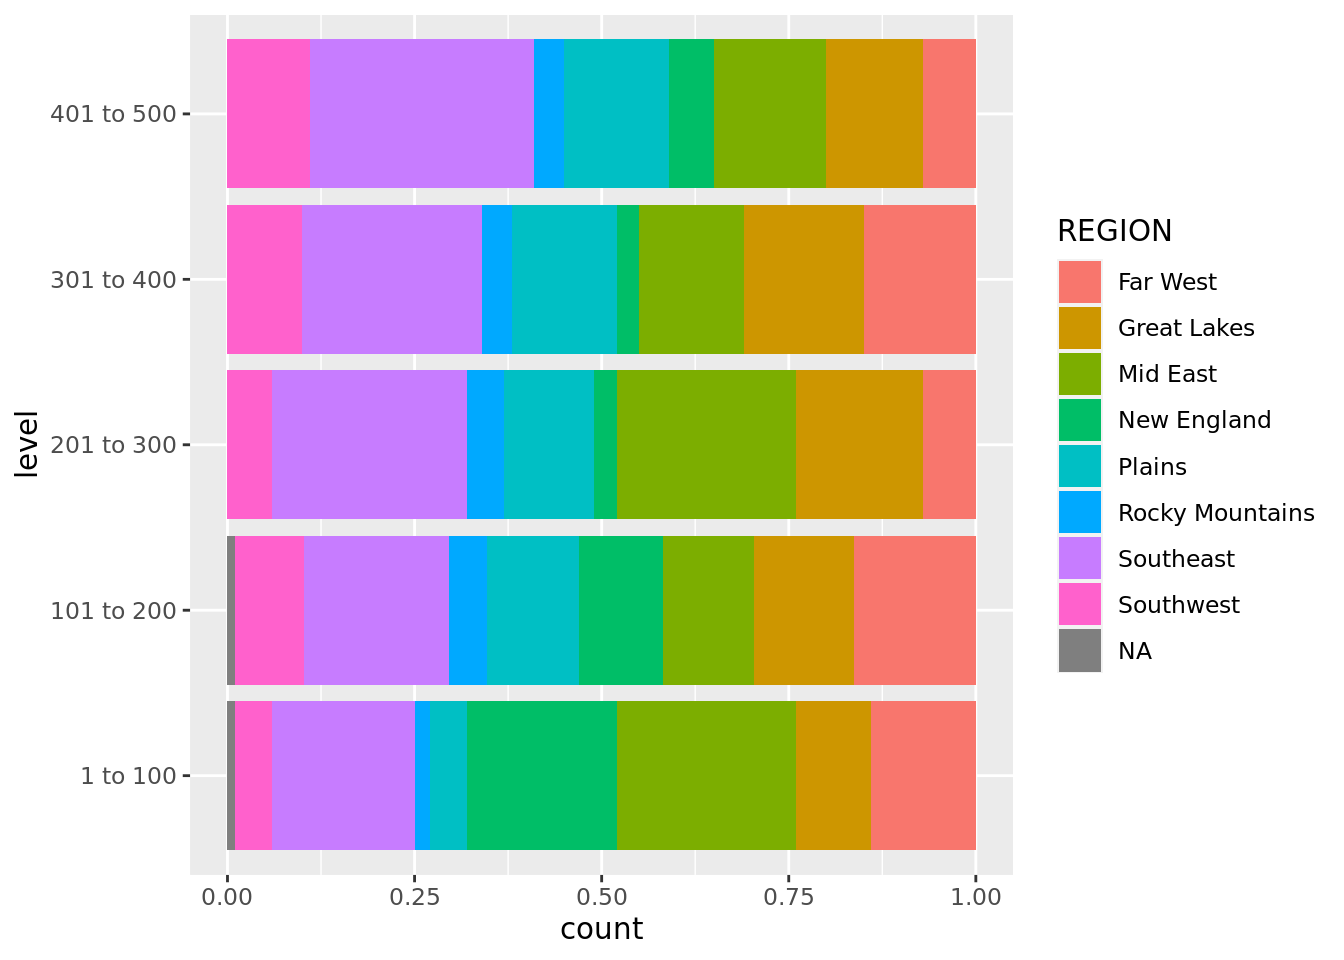 level
401 to 500
301 to 400
201 to 300
101 to 200
1 to 100
0.00 0.25 0.50 0.75 1.00
count
REGION
Far West
Great Lakes
Mid East
New England
Plains
Rocky Mountains
Southeast
Southwest
NA